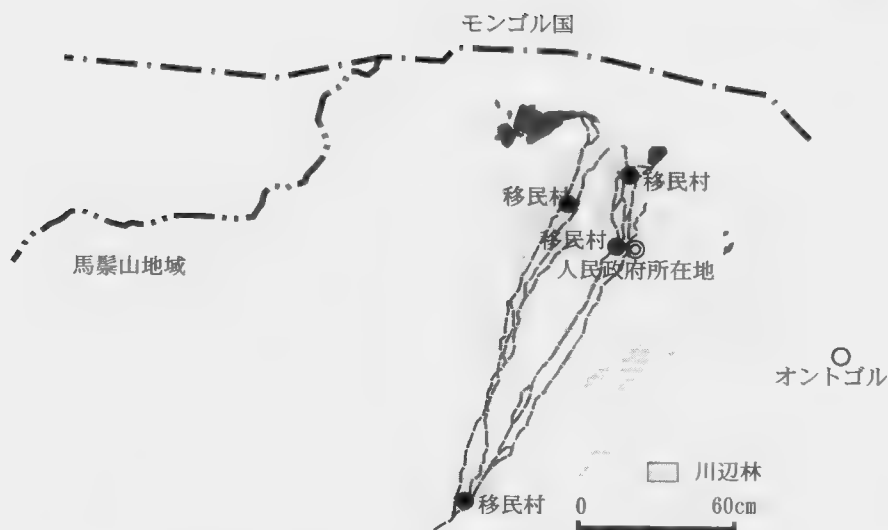 モンゴル国
移民村
移民村
移民村
人民政府所在地
馬鬃山地域
オントゴル
川辺林
移民村
0 60cm